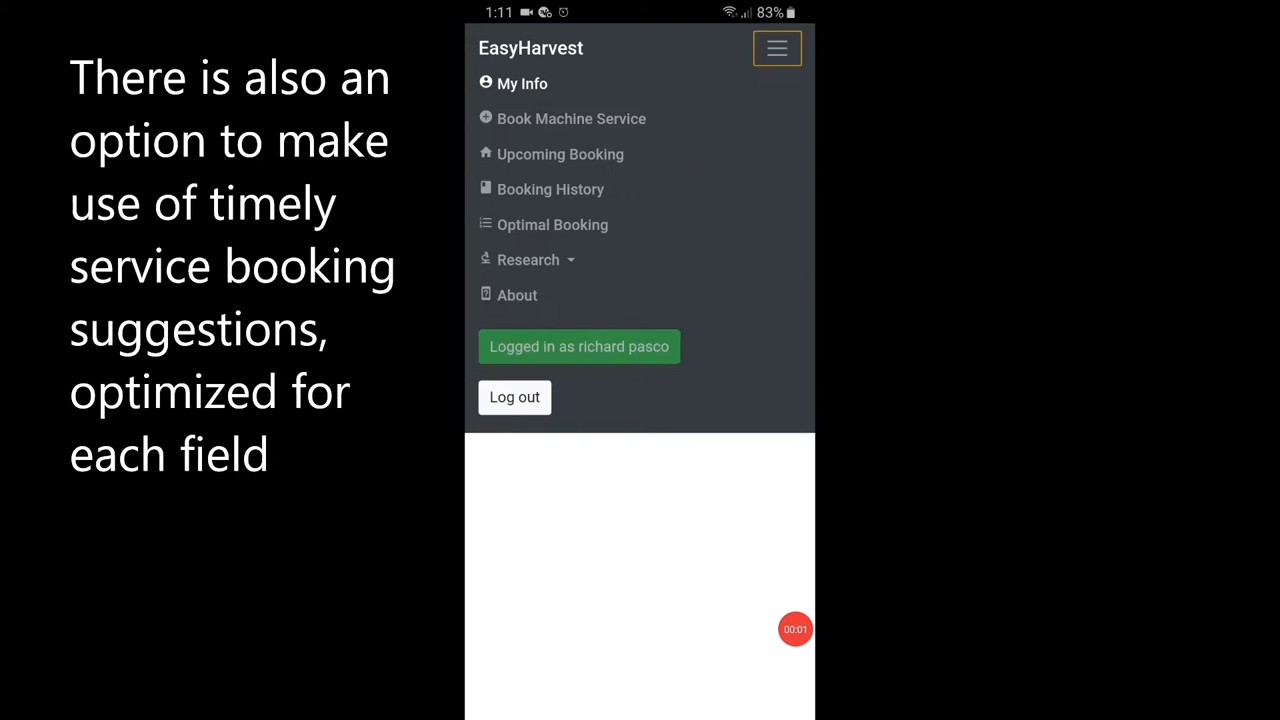 There is also an
option to make
use of timely
service booking
suggestions,
optimized for
each field
1:11
83%
EasyHarvest
My Info
Book Machine Service
Upcoming Booking
Booking History
Optimal Booking
Research
About
Logged in as richard pasco
Log out
00:01